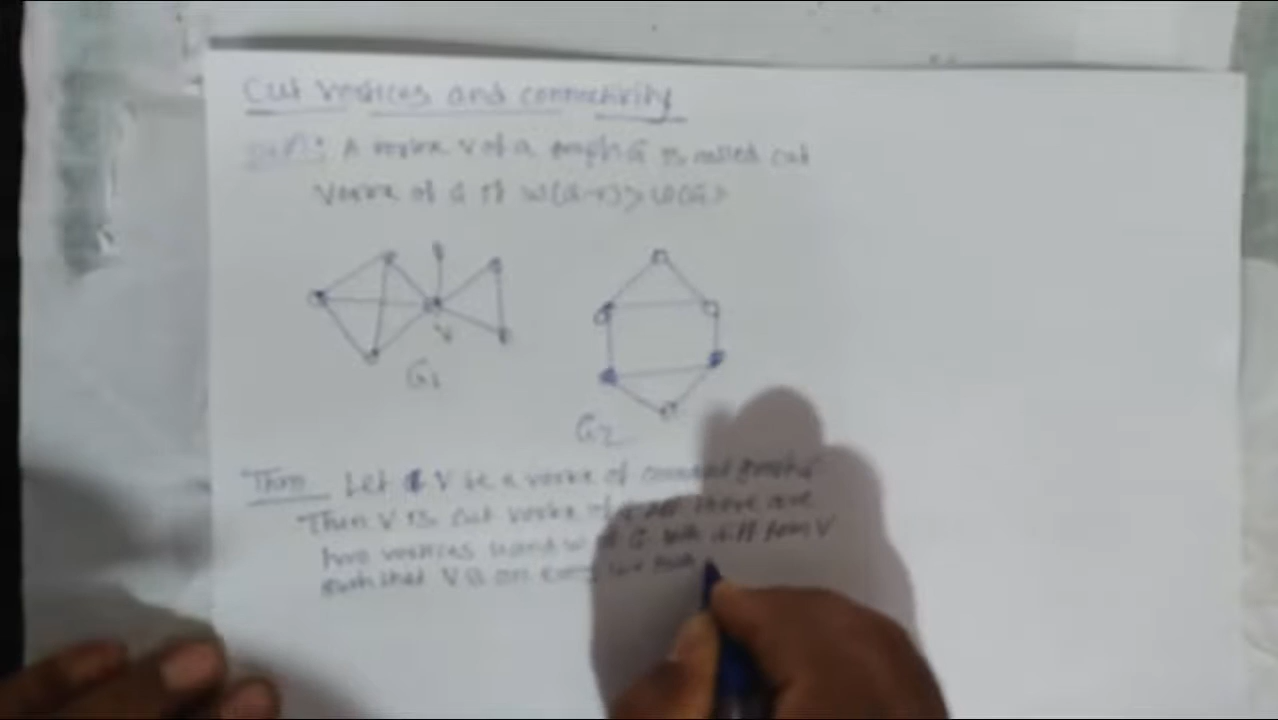 Cut vertices and connectivity
Defn: A vertex V of a graph G is called cut
vertex of G if w(G-v)>w(G)
V
G1
G2
Thm Let V be a vertex of connected graph
Then V is cut vertex of there are
two vertices u and w of G both diff from V
such that V is on every u-w path